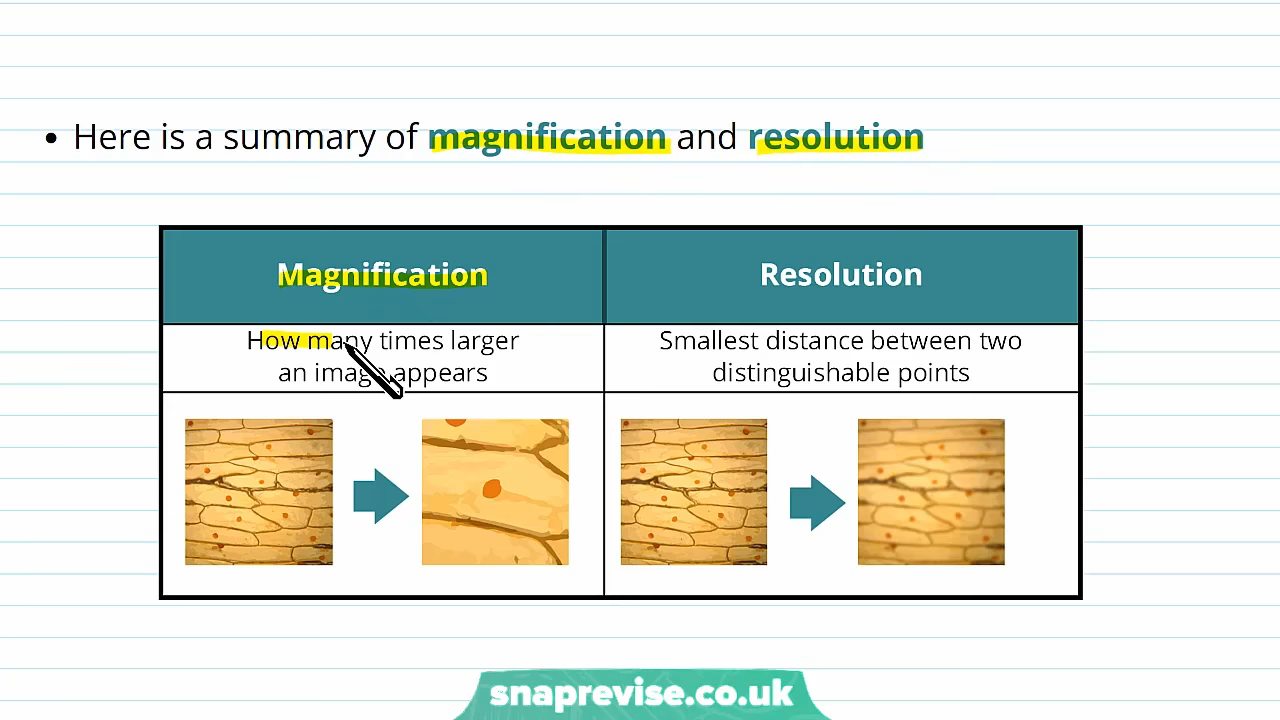 Here is a summary of magnification and resolution
Magnification
Resolution
How many times larger
an image appears
Smallest distance between two
distinguishable points
snaprevise.co.uk